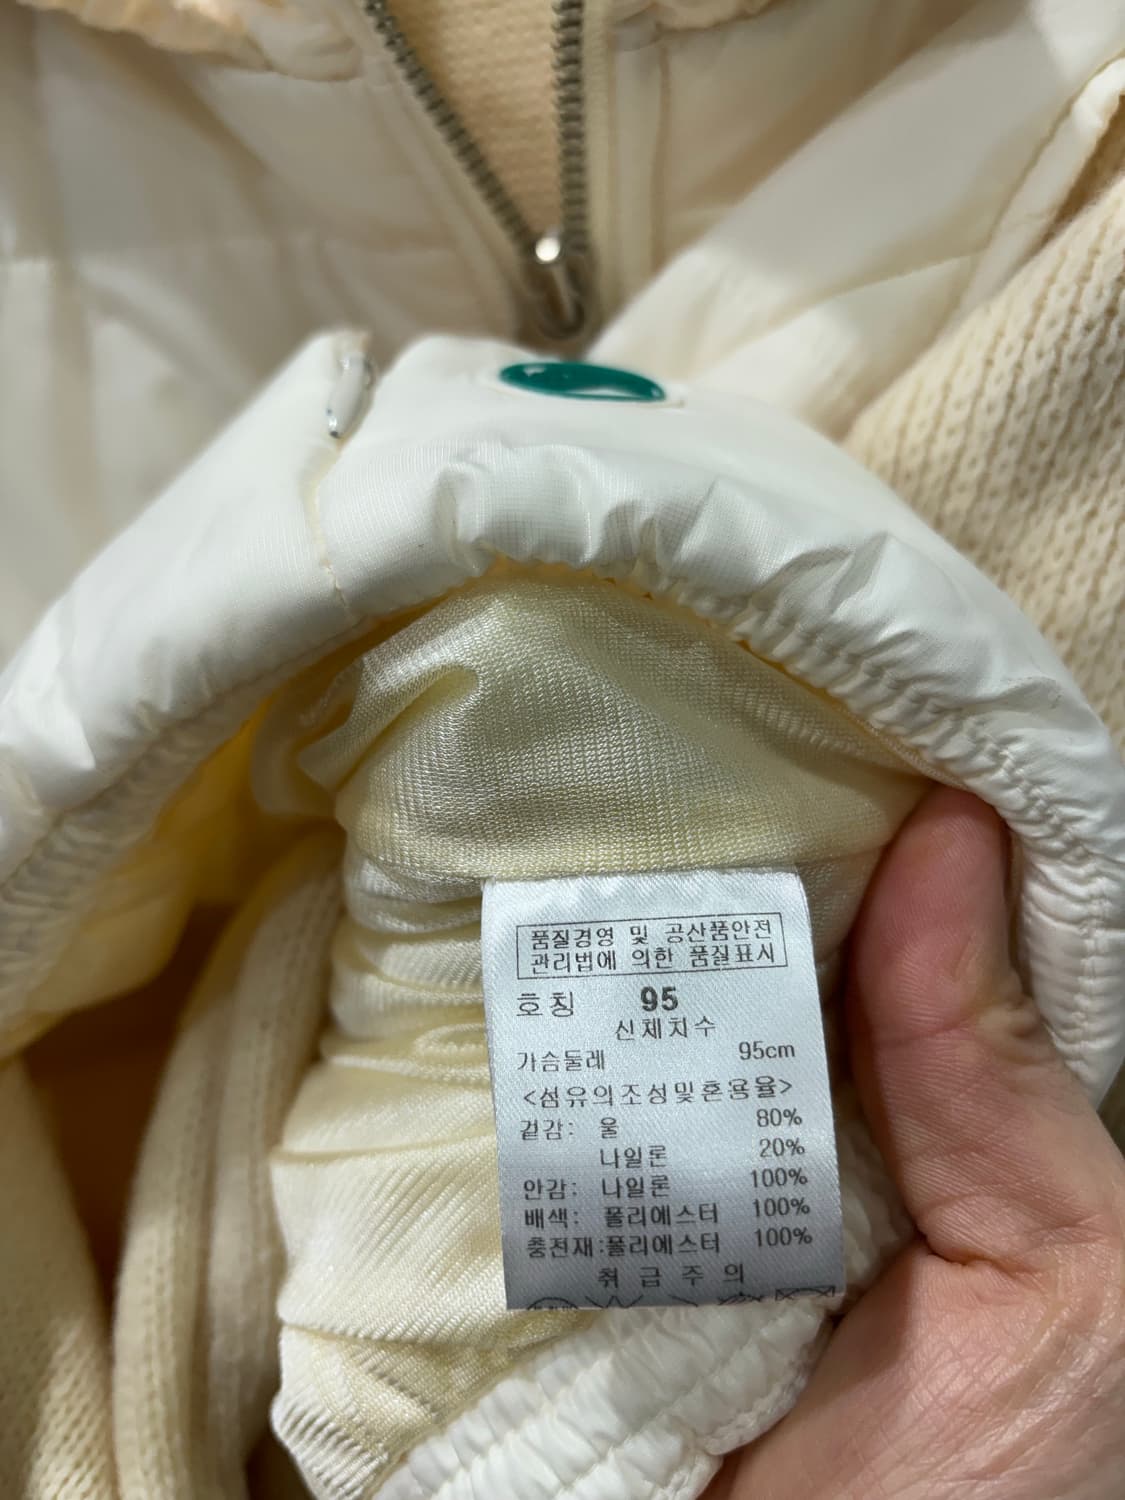 품질경영 및 공산품안전
관리법에 의한 품질표시
호칭 95
신체치수
가슴둘레 95cm
<섬유의조성및혼용율>
겉감: 울 80%
나일론 20%
안감: 나일론 100%
배색: 폴리에스터 100%
충전재:폴리에스터 100%
취급주의